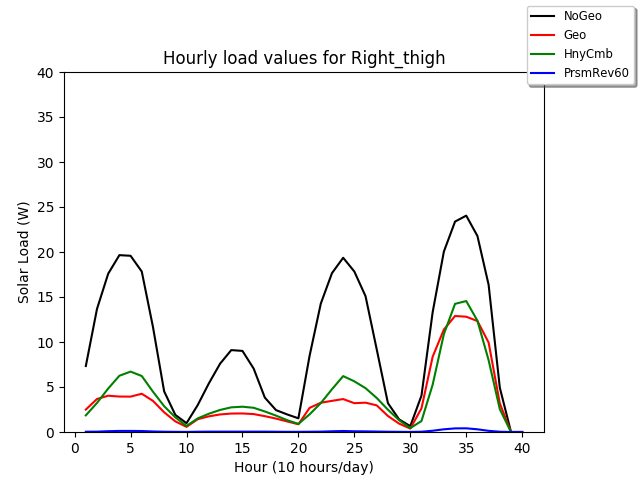 NoGeo
Geo
HnyCmb
PrsmRev60
Hourly load values for Right_thigh
40
35
30
25
20
15
10
5
0
Solar Load (W)
0 5 10 15 20 25 30 35 40
Hour (10 hours/day)